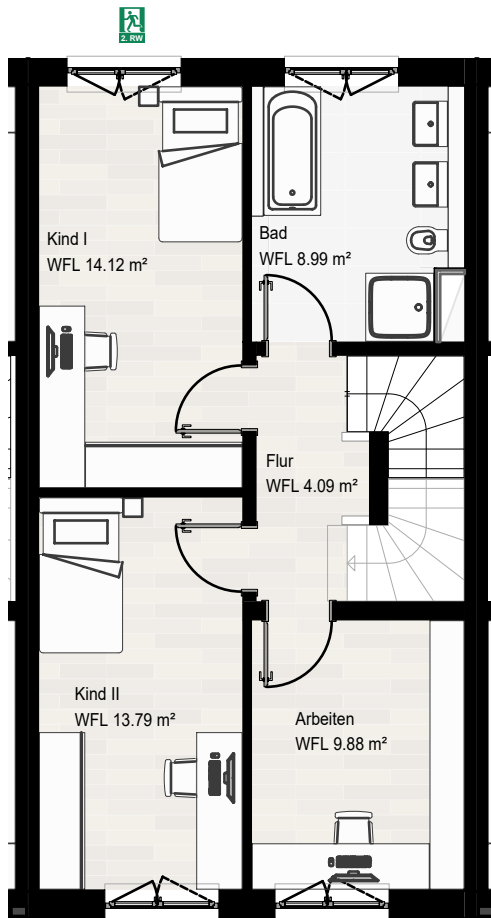 2. RW
Kind I
WFL 14.12 m²
Bad
WFL 8.99 m²
Flur
WFL 4.09 m²
Kind II
WFL 13.79 m²
Arbeiten
WFL 9.88 m²